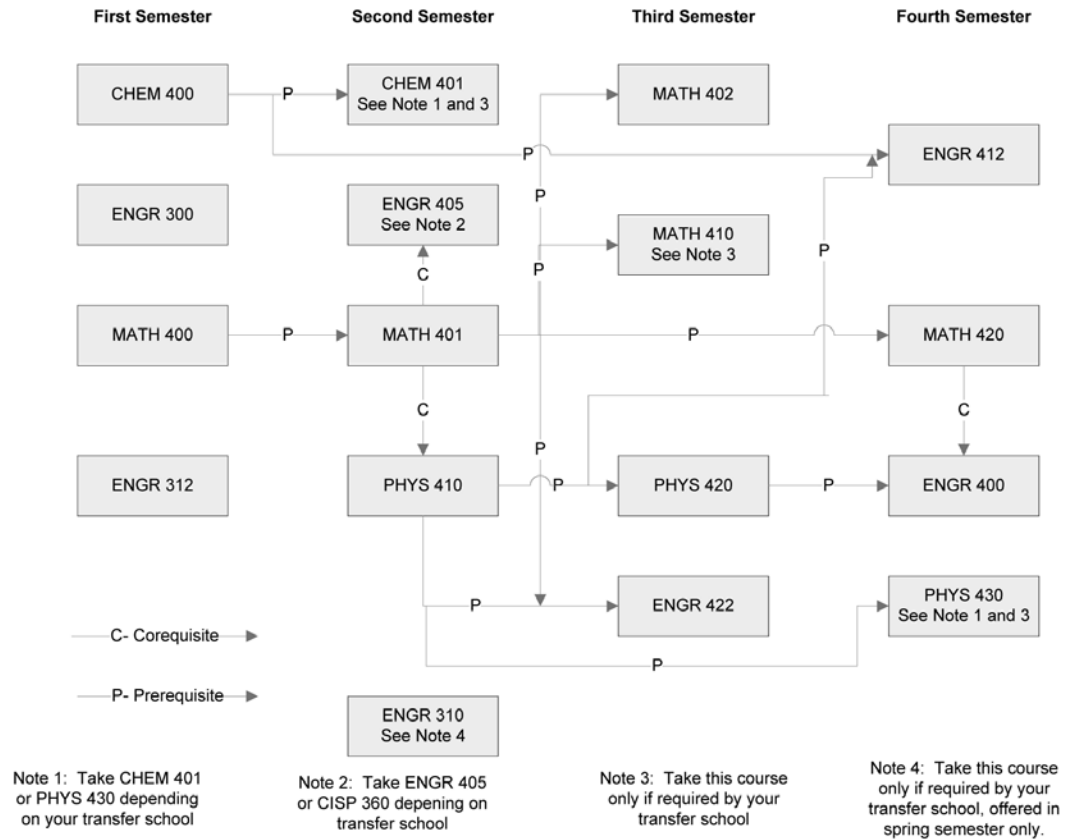 First Semester
Second Semester
Third Semester
Fourth Semester
CHEM 400
P
CHEM 401
See Note 1 and 3
MATH 402
P
ENGR 412
ENGR 300
ENGR 405
See Note 2
P
MATH 410
See Note 3
P
C
P
MATH 400
P
MATH 401
P
MATH 420
C
C
P
ENGR 312
PHYS 410
P
PHYS 420
P
ENGR 400
P
ENGR 422
PHYS 430
See Note 1 and 3
C- Corequisite
P
P- Prerequisite
ENGR 310
See Note 4
Note 1: Take CHEM 401
or PHYS 430 depending
on your transfer school
Note 2: Take ENGR 405
or CISP 360 depening on
transfer school
Note 3: Take this course
only if required by your
transfer school
Note 4: Take this course
only if required by your
transfer school, offered in
spring semester only.